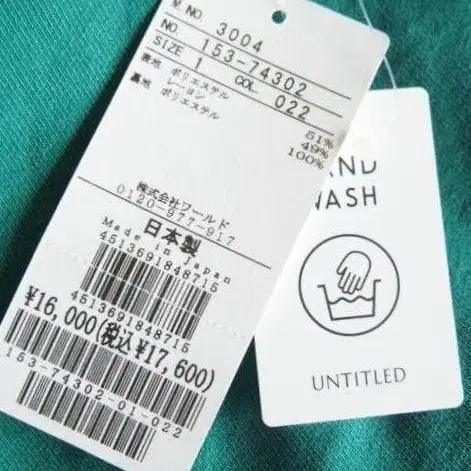 M.NO. 3004
NO. 153-74302
SIZE 1 COL. 022
表地 ポリエステル 51%
レーヨン 49%
裏地 ポリエステル 100%
株式会社ワールド
0120-977-917
日本製
Made in Japan
4513691848715
4513691848715
¥16,000(税込¥17,600)
153-74302-01-022
AND
WASH
UNTITLED